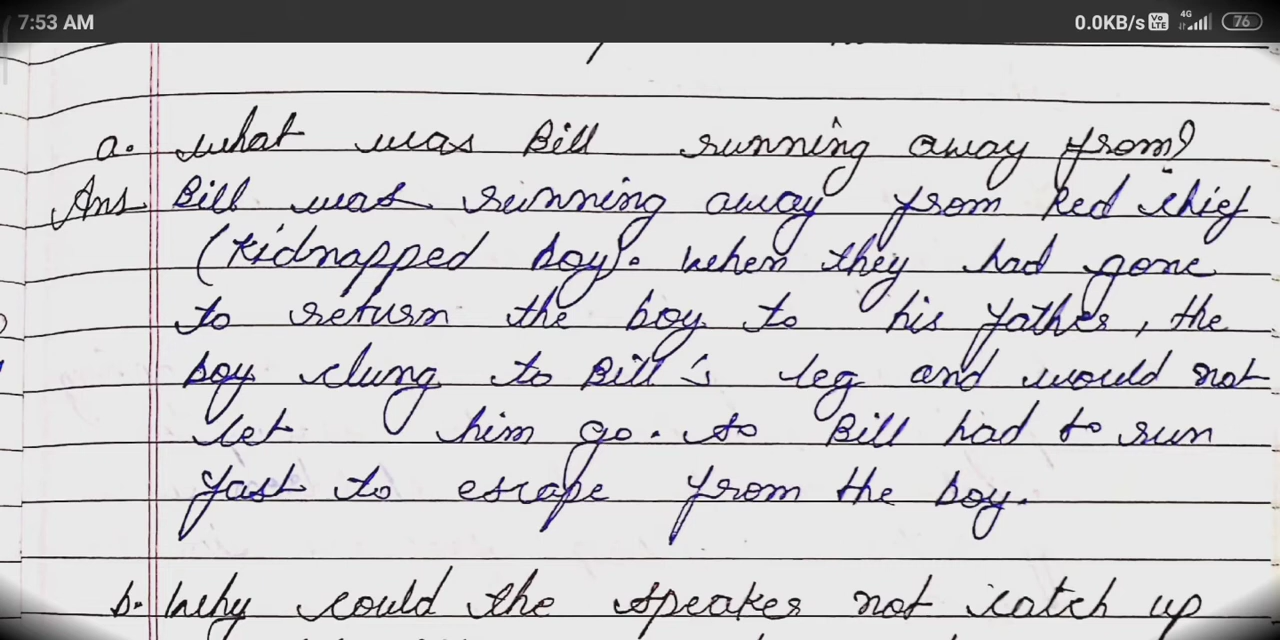 7:53 AM 0.0KB/s Vo LTE 4G 76
a. what was Bill running away from?
Ans Bill was running away from Red chief
(kidnapped boy). When they had gone
to return the boy to his father, the
boy clung to Bill's leg and would not
let him go. So Bill had to run
fast to escape from the boy.
b. Why could the speaker not catch up